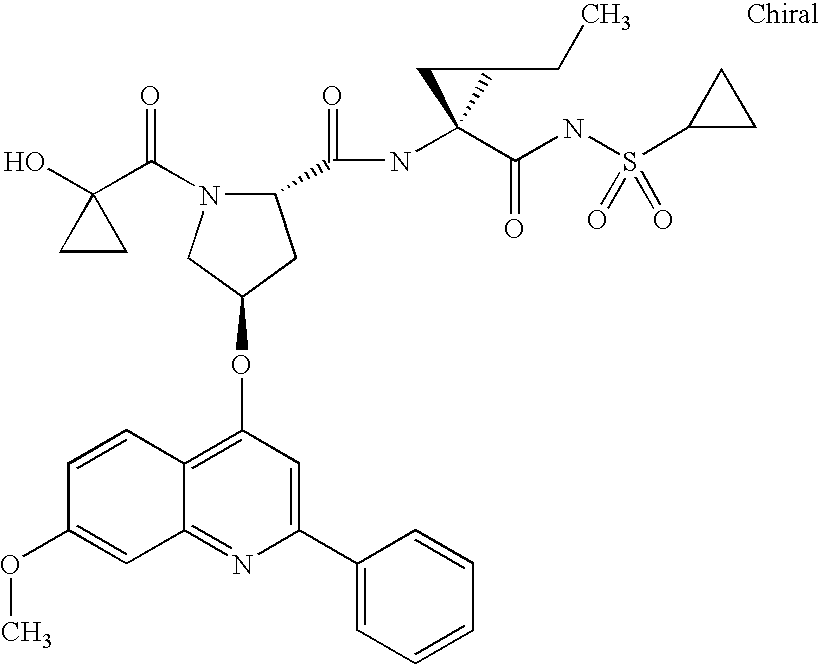 CH3 Chiral
O O N
HO N N S
O O O
O
N
O
CH3